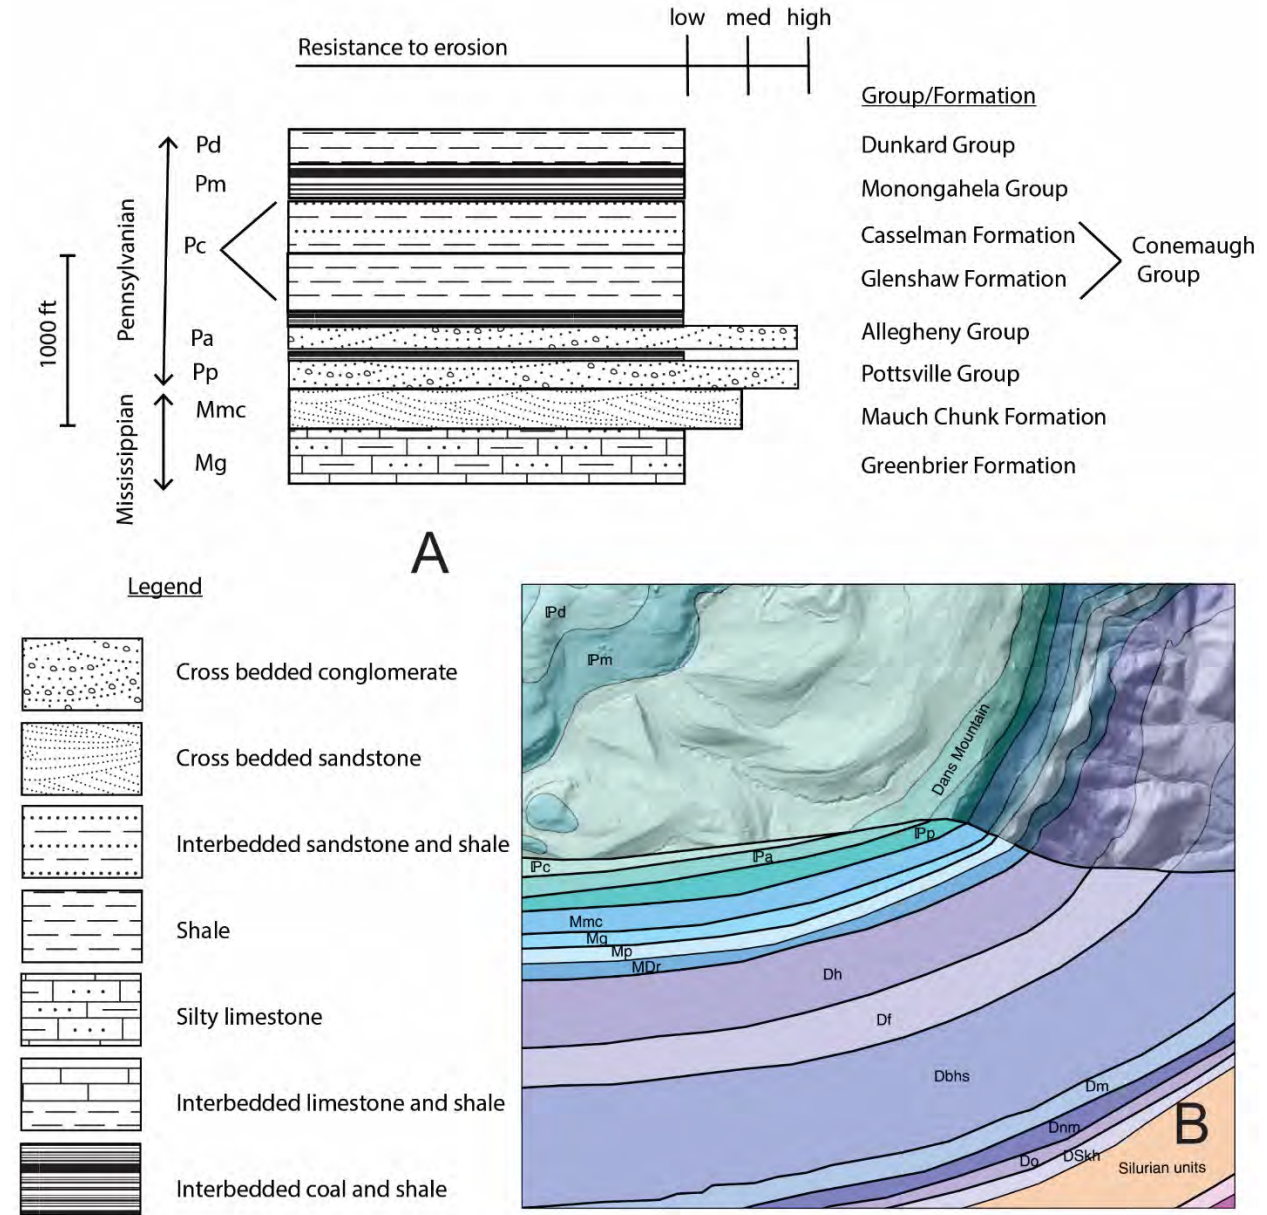 low med high
Resistance to erosion
Group/Formation
Pd
Dunkard Group
Pm
Monongahela Group
Pc
Casselman Formation
Glenshaw Formation
Conemaugh
Group
Pa
Allegheny Group
Pp
Pottsville Group
Mmc
Mauch Chunk Formation
Mg
Greenbrier Formation
Pennsylvanian
Mississippian
1000 ft
A
Legend
Cross bedded conglomerate
Cross bedded sandstone
Interbedded sandstone and shale
Shale
Silty limestone
Interbedded limestone and shale
Interbedded coal and shale
ℙd
ℙm
Dans Mountain
ℙp
ℙa
ℙc
Mmc
Mg
Mp
MDr
Dh
Df
Dbhs
Dm
Dnm
Do
DSkh
Silurian units
B